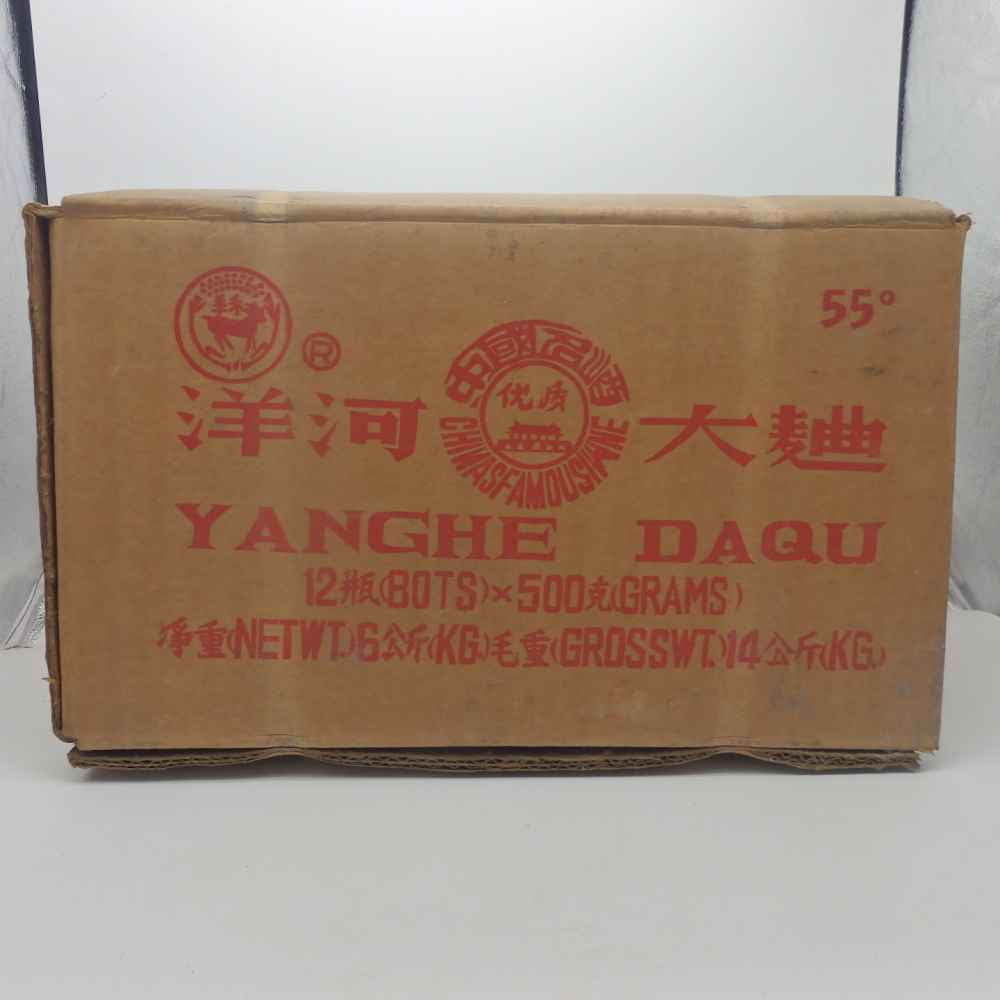 羊禾
®
55°
中國名酒
优质
CHINASFAMOUSWINE
洋河 大麯
YANGHE DAQU
12瓶(BOTS)×500克(GRAMS)
淨重(NETWT.)6公斤(KG.)毛重(GROSSWT.)14公斤(KG.)